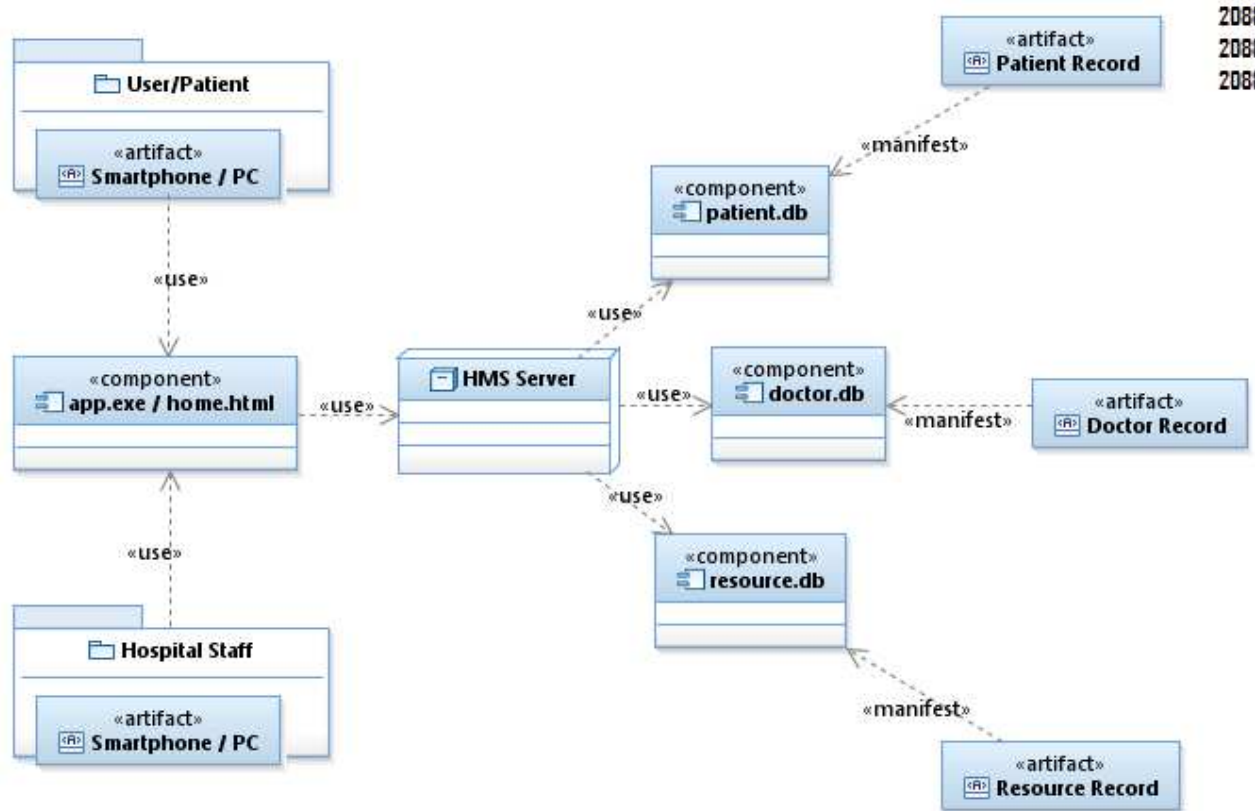 User/Patient
«artifact»
Smartphone / PC
«use»
«component»
app.exe / home.html
«use»
Hospital Staff
«artifact»
Smartphone / PC
«use»
HMS Server
«use»
«component»
patient.db
«manifest»
«artifact»
Patient Record
«use»
«component»
doctor.db
«manifest»
«artifact»
Doctor Record
«use»
«component»
resource.db
«manifest»
«artifact»
Resource Record